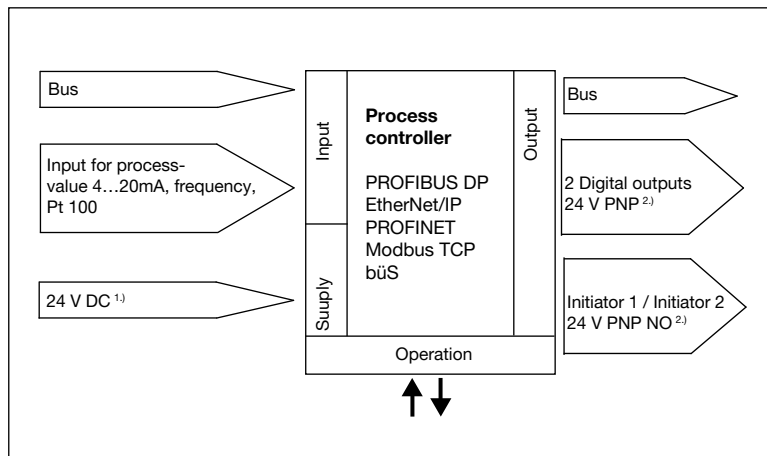 Bus
Input for process-
value 4…20mA, frequency,
Pt 100
24 V DC 1.)
Input
Suuply
Process
controller
PROFIBUS DP
EtherNet/IP
PROFINET
Modbus TCP
büS
Output
Operation
Bus
2 Digital outputs
24 V PNP 2.)
Initiator 1 / Initiator 2
24 V PNP NO 2.)